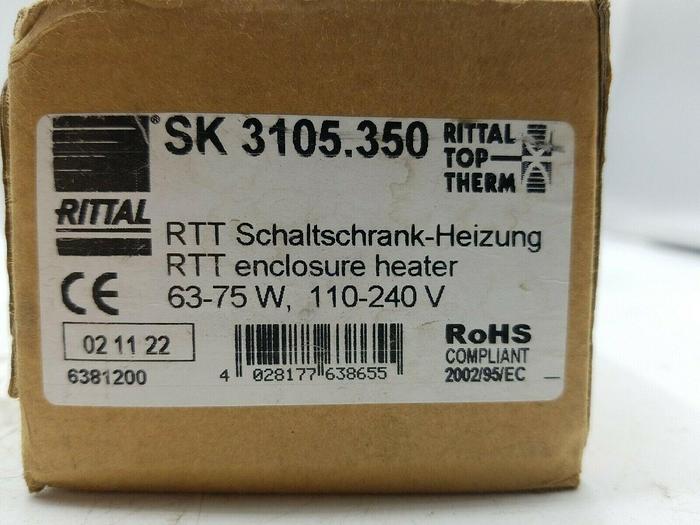 SK 3105.350
RITTAL
TOP
THERM
RITTAL
®
RTT Schaltschrank-Heizung
RTT enclosure heater
63-75 W, 110-240 V
CE
02 11 22
6381200
4 028177 638655
RoHS
COMPLIANT
2002/95/EC